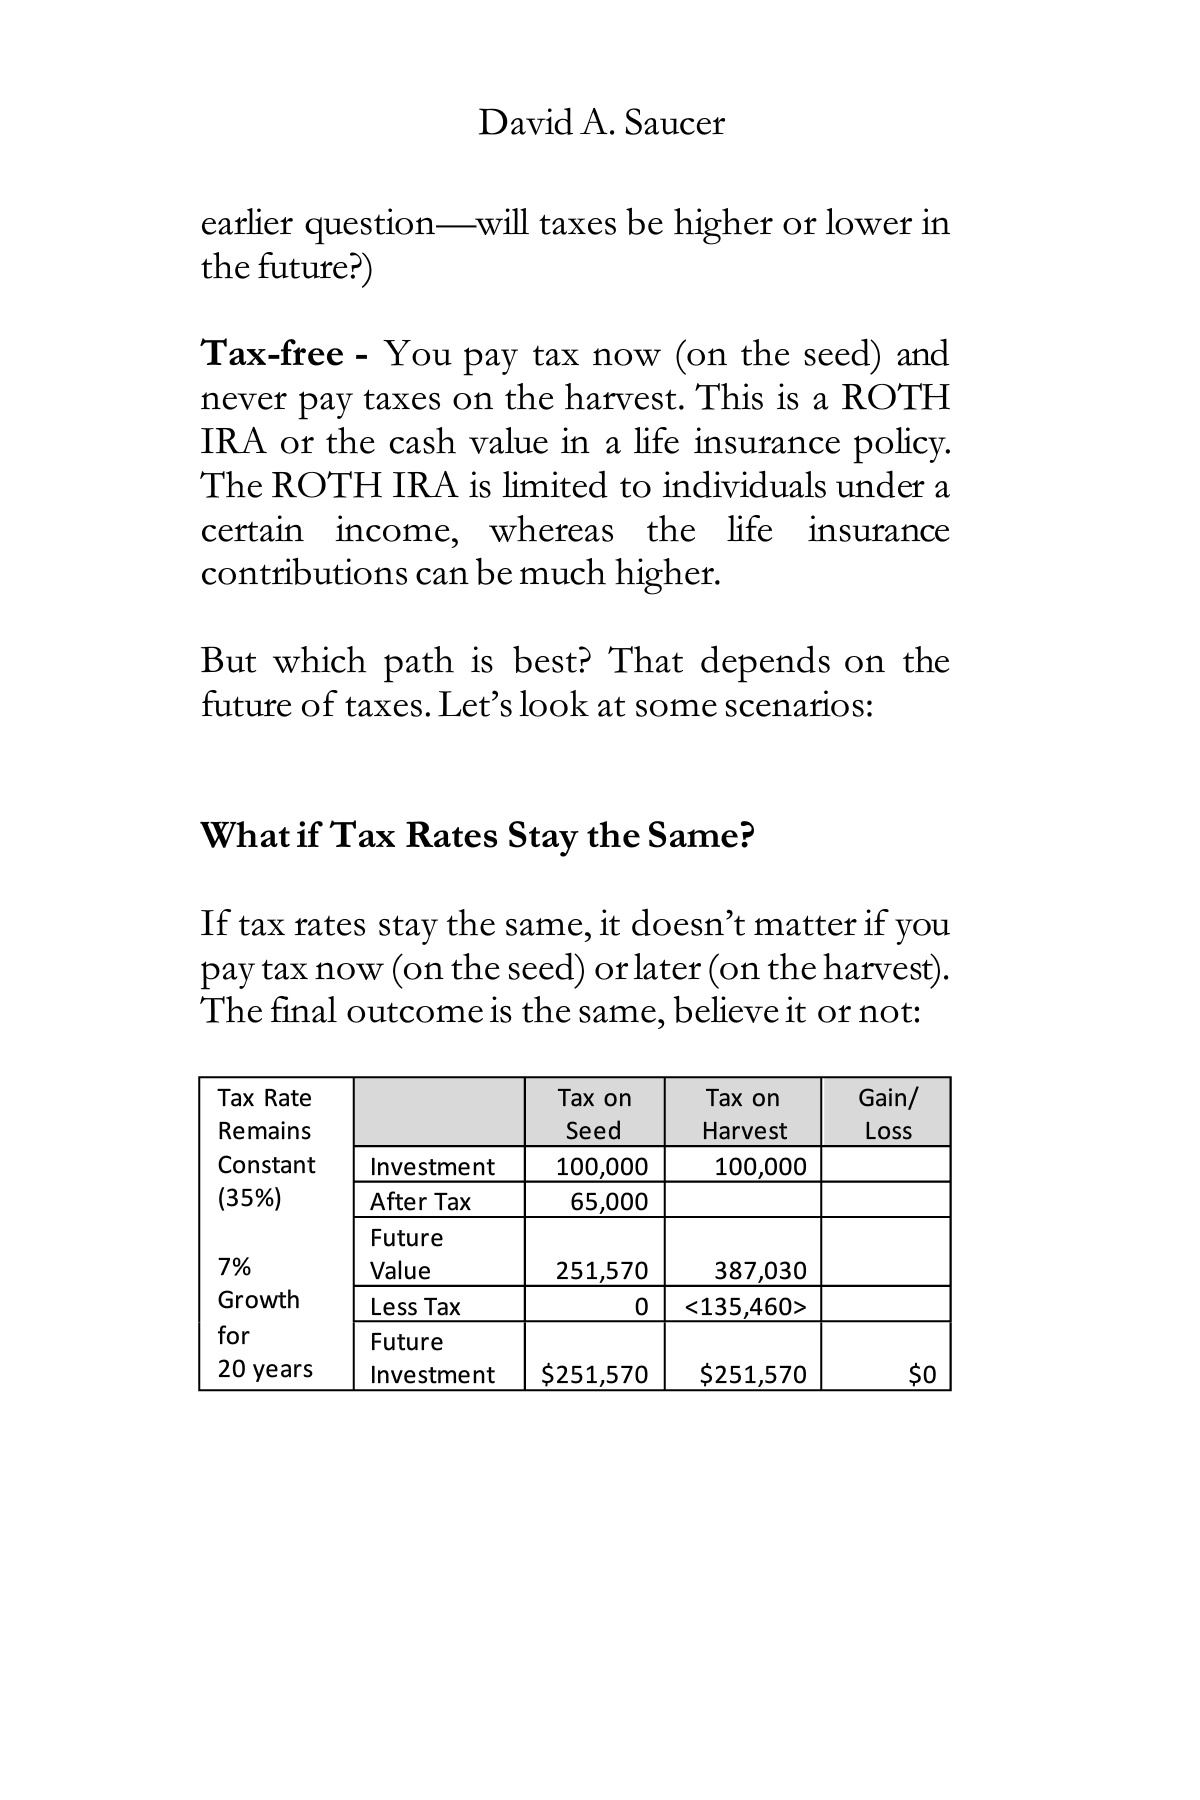 David A. Saucer
earlier question—will taxes be higher or lower in
the future?)
Tax-free - You pay tax now (on the seed) and
never pay taxes on the harvest. This is a ROTH
IRA or the cash value in a life insurance policy.
The ROTH IRA is limited to individuals under a
certain income, whereas the life insurance
contributions can be much higher.
But which path is best? That depends on the
future of taxes. Let’s look at some scenarios:
What if Tax Rates Stay the Same?
If tax rates stay the same, it doesn’t matter if you
pay tax now (on the seed) or later (on the harvest).
The final outcome is the same, believe it or not:
Tax Rate
Remains
Constant
(35%)
7%
Growth
for
20 years
Tax on
Seed
Tax on
Harvest
Gain/
Loss
Investment 100,000 100,000
After Tax 65,000
Future
Value 251,570 387,030
Less Tax 0 <135,460>
Future
Investment $251,570 $251,570 $0